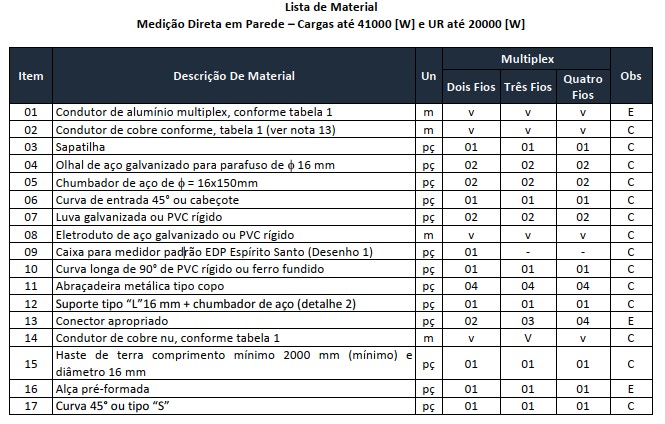 Lista de Material
Medição Direta em Parede – Cargas até 41000 [W] e UR até 20000 [W]
Item Descrição De Material Un Multiplex Obs
Dois Fios Três Fios Quatro Fios
01 Condutor de alumínio multiplex, conforme tabela 1 m v v v E
02 Condutor de cobre conforme, tabela 1 (ver nota 13) m v v v C
03 Sapatilha pç 01 01 01 C
04 Olhal de aço galvanizado para parafuso de ϕ 16 mm pç 02 02 02 C
05 Chumbador de aço de ϕ = 16x150mm pç 02 02 02 C
06 Curva de entrada 45° ou cabeçote pç 01 01 01 C
07 Luva galvanizada ou PVC rígido pç 02 02 02 C
08 Eletroduto de aço galvanizado ou PVC rígido m v v v C
09 Caixa para medidor padrão EDP Espírito Santo (Desenho 1) pç 01 - - C
10 Curva longa de 90° de PVC rígido ou ferro fundido pç 01 01 01 C
11 Abraçadeira metálica tipo copo pç 04 04 04 C
12 Suporte tipo “L”16 mm + chumbador de aço (detalhe 2) pç 01 01 01 C
13 Conector apropriado pç 02 03 04 E
14 Condutor de cobre nu, conforme tabela 1 m v V v C
15 Haste de terra comprimento mínimo 2000 mm (mínimo) e
diâmetro 16 mm pç 01 01 01 C
16 Alça pré-formada pç 01 01 01 E
17 Curva 45° ou tipo “S” pç 01 01 01 C